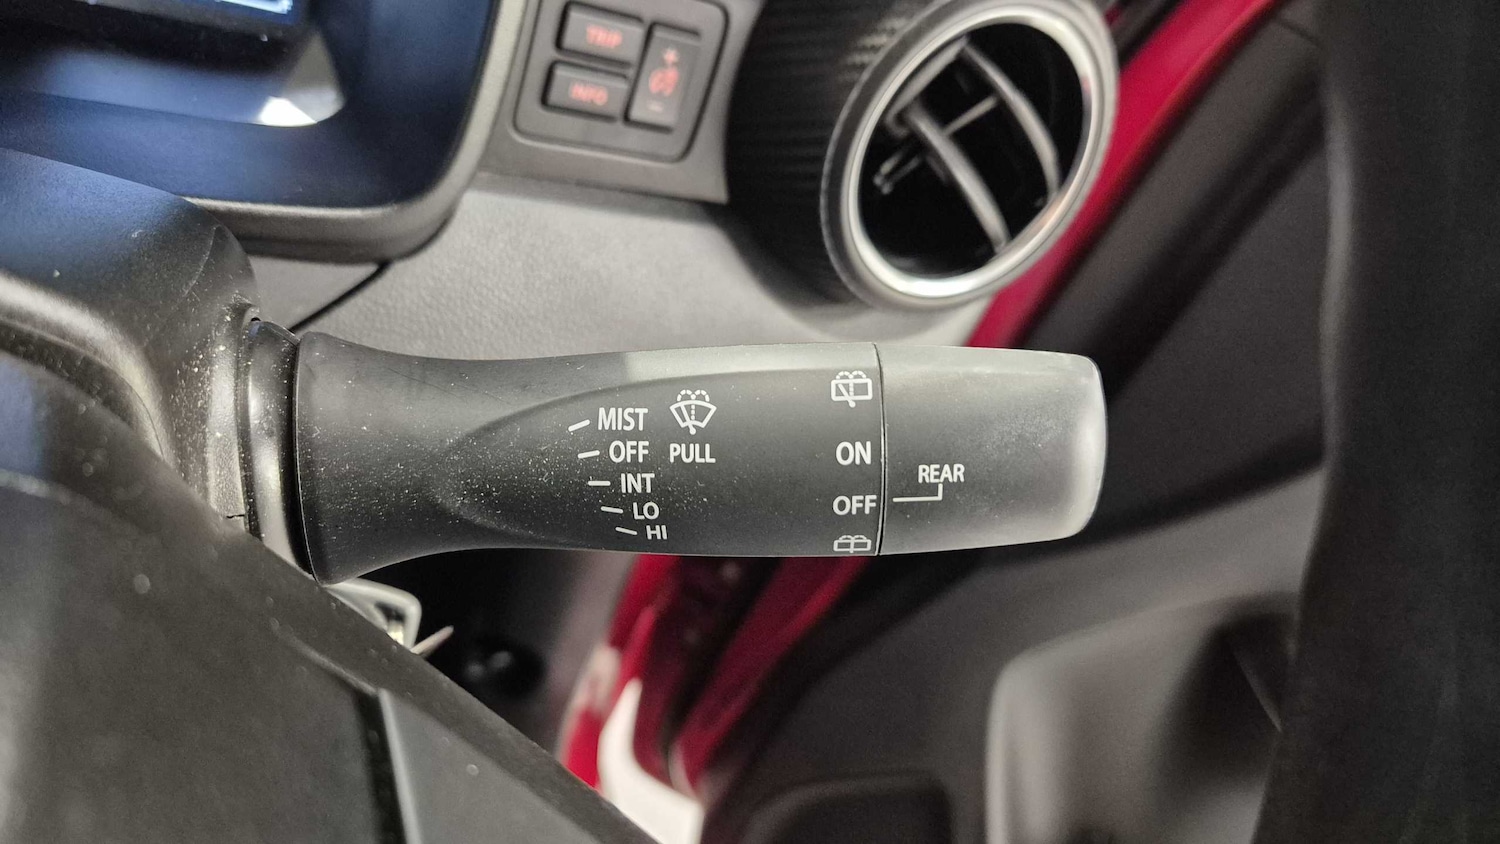 TRIP
INFO
MIST
OFF
PULL
INT
LO
HI
ON
OFF
REAR